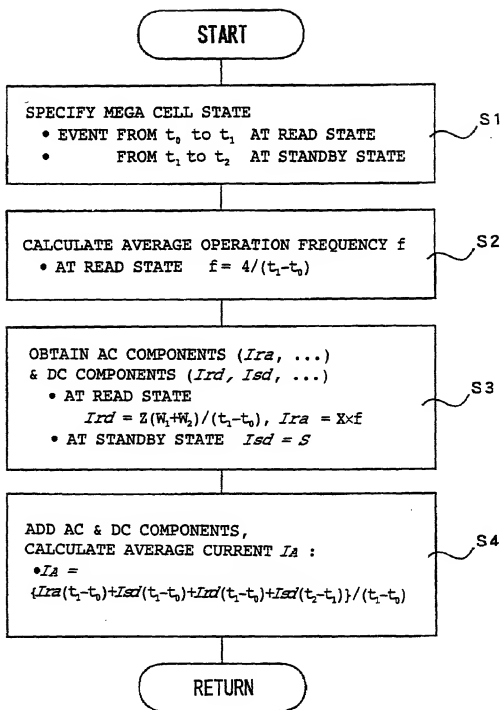 START
SPECIFY MEGA CELL STATE
• EVENT FROM t₀ to t₁ AT READ STATE
• FROM t₁ to t₂ AT STANDBY STATE
S1
CALCULATE AVERAGE OPERATION FREQUENCY f
• AT READ STATE f = 4/(t₁-t₀)
S2
OBTAIN AC COMPONENTS (Ira, ...)
& DC COMPONENTS (Ird, Isd, ...)
• AT READ STATE
Ird = Z(W₁+W₂)/(t₁-t₀), Ira = X×f
• AT STANDBY STATE Isd = S
S3
ADD AC & DC COMPONENTS,
CALCULATE AVERAGE CURRENT IA :
•IA =
{Ira(t₁-t₀)+Isd(t₁-t₀)+Ird(t₁-t₀)+Isd(t₂-t₁)}/(t₁-t₀)
S4
RETURN